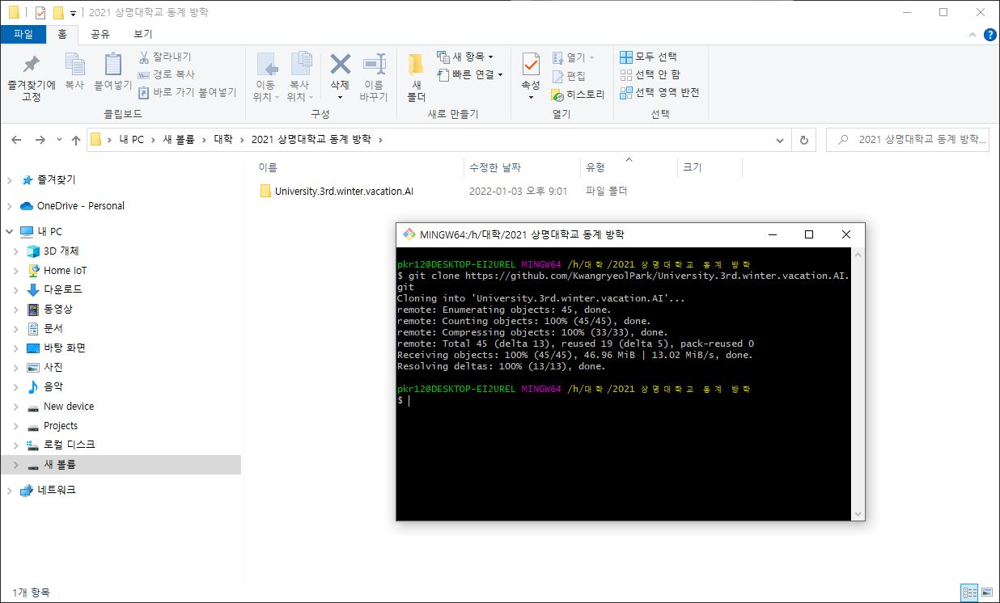 2021 상명대학교 동계 방학
파일 홈 공유 보기
즐겨찾기에 고정
복사
붙여넣기
잘라내기
경로 복사
바로 가기 붙여넣기
클립보드
이동 위치
복사 위치
삭제
이름 바꾸기
구성
새 폴더
새 항목
빠른 연결
새로 만들기
속성
열기
편집
히스토리
열기
모두 선택
선택 안 함
선택 영역 반전
선택
내 PC > 새 볼륨 > 대학 > 2021 상명대학교 동계 방학 >
2021 상명대학교 동계 방학...
이름 수정한 날짜 유형 크기
University.3rd.winter.vacation.AI 2022-01-03 오후 9:01 파일 폴더
즐겨찾기
OneDrive - Personal
내 PC
3D 개체
Home IoT
다운로드
동영상
문서
바탕 화면
사진
음악
New device
Projects
로컬 디스크
새 볼륨
네트워크
MINGW64:/h/대학/2021 상명대학교 동계 방학
pkr12@DESKTOP-EI2UREL MINGW64 /h/대학/2021 상명대학교 동계 방학
$ git clone https://github.com/KwangryeolPark/University.3rd.winter.vacation.AI.
git
Cloning into 'University.3rd.winter.vacation.AI'...
remote: Enumerating objects: 45, done.
remote: Counting objects: 100% (45/45), done.
remote: Compressing objects: 100% (33/33), done.
remote: Total 45 (delta 13), reused 19 (delta 5), pack-reused 0
Receiving objects: 100% (45/45), 46.96 MiB | 13.02 MiB/s, done.
Resolving deltas: 100% (13/13), done.
pkr12@DESKTOP-EI2UREL MINGW64 /h/대학/2021 상명대학교 동계 방학
$
1개 항목